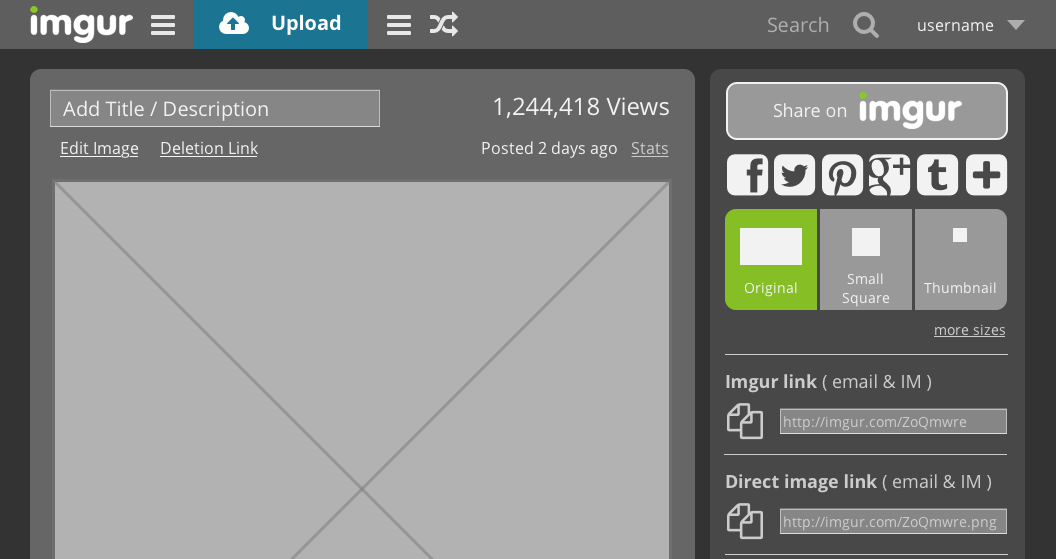 imgur
Upload
Search
username
Add Title / Description
1,244,418 Views
Edit Image
Deletion Link
Posted 2 days ago
Stats
Share on imgur
Original
Small
Square
Thumbnail
more sizes
Imgur link ( email & IM )
http://imgur.com/ZoQmwre
Direct image link ( email & IM )
http://imgur.com/ZoQmwre.png